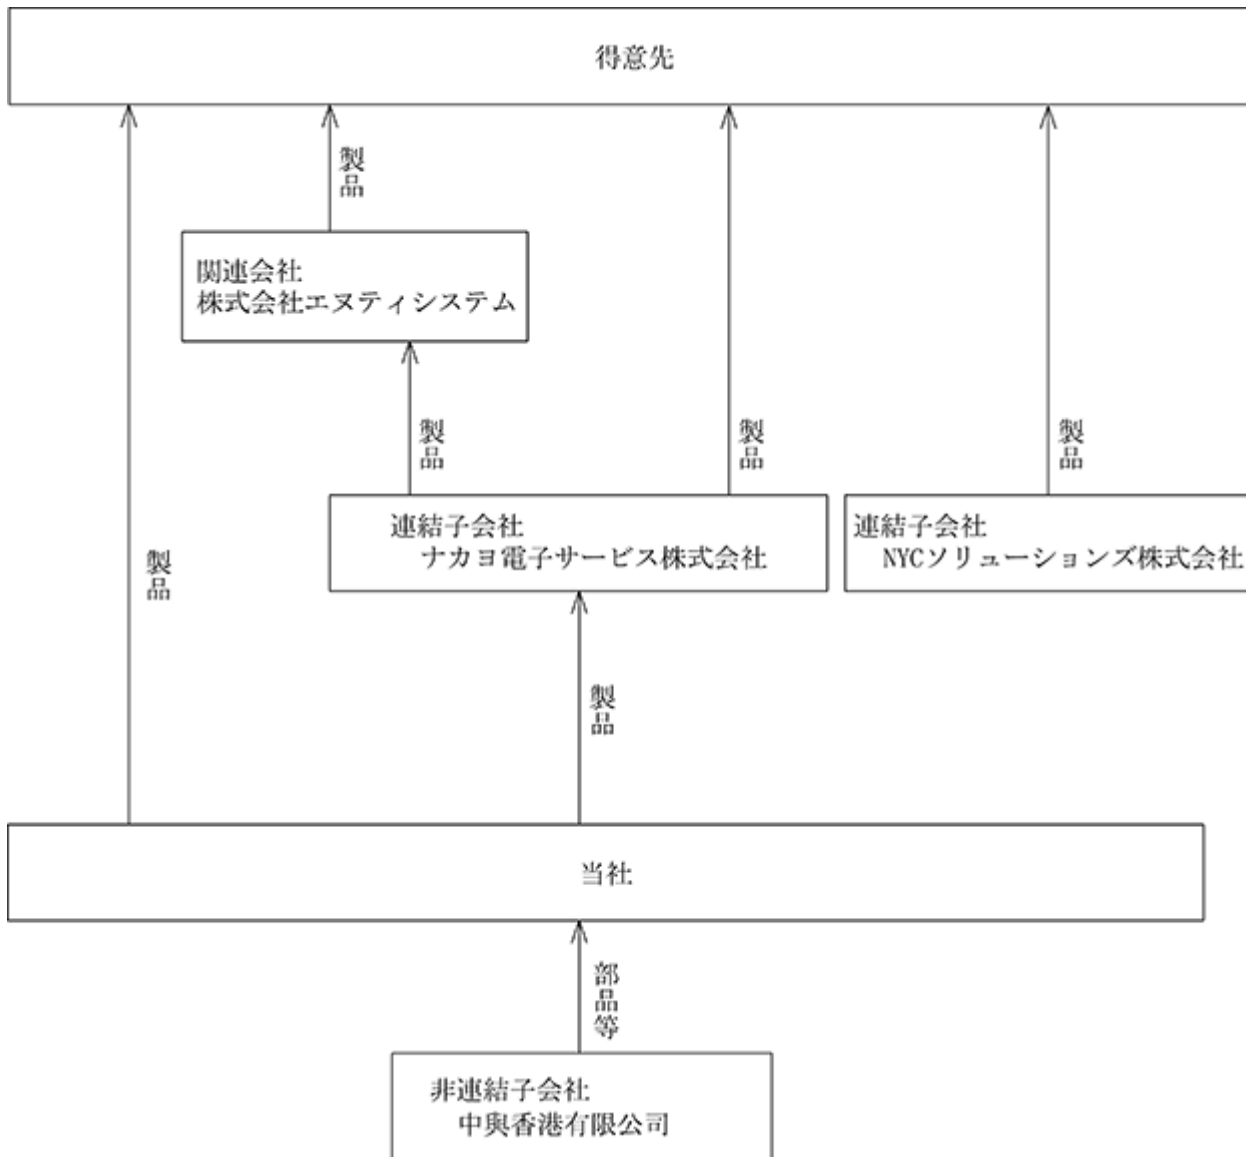 得意先
製品
関連会社
株式会社エヌティシステム
製品
製品
製品
連結子会社
ナカヨ電子サービス株式会社
連結子会社
NYCソリューションズ株式会社
製品
製品
当社
部品等
非連結子会社
中與香港有限公司